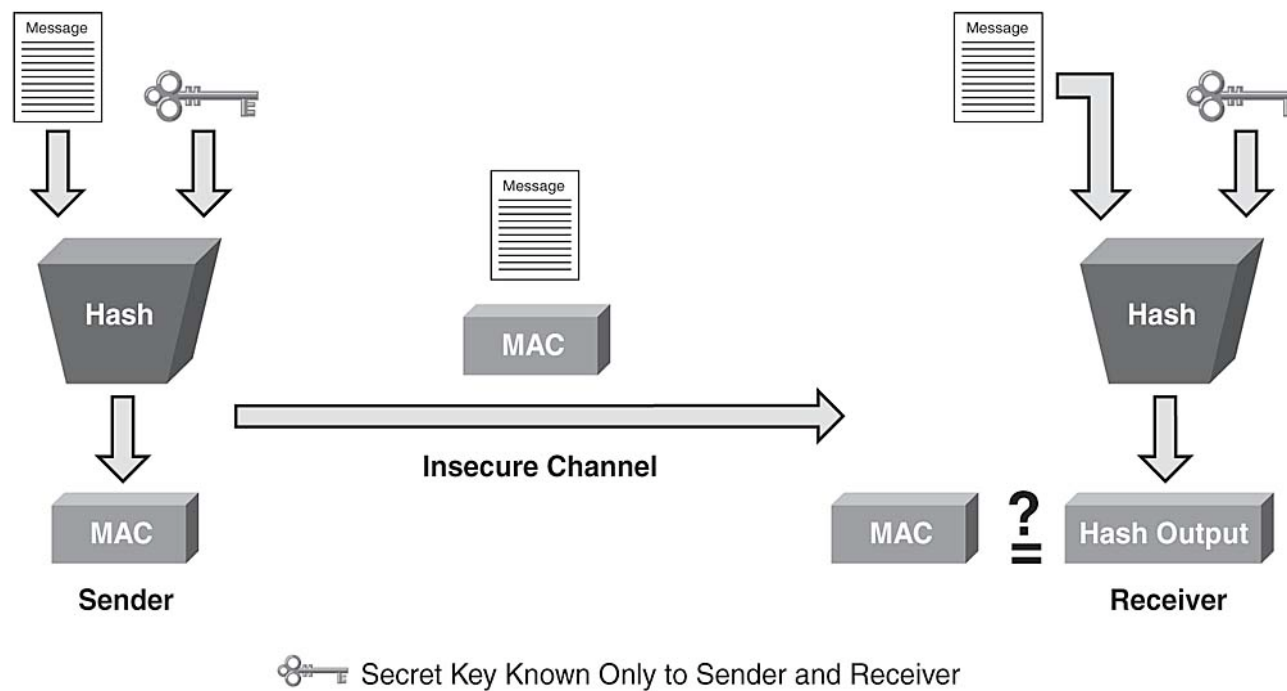 Message
Message
Message
Hash
Hash
MAC
Insecure Channel
MAC
MAC
?
=
Hash Output
Sender
Receiver
Secret Key Known Only to Sender and Receiver